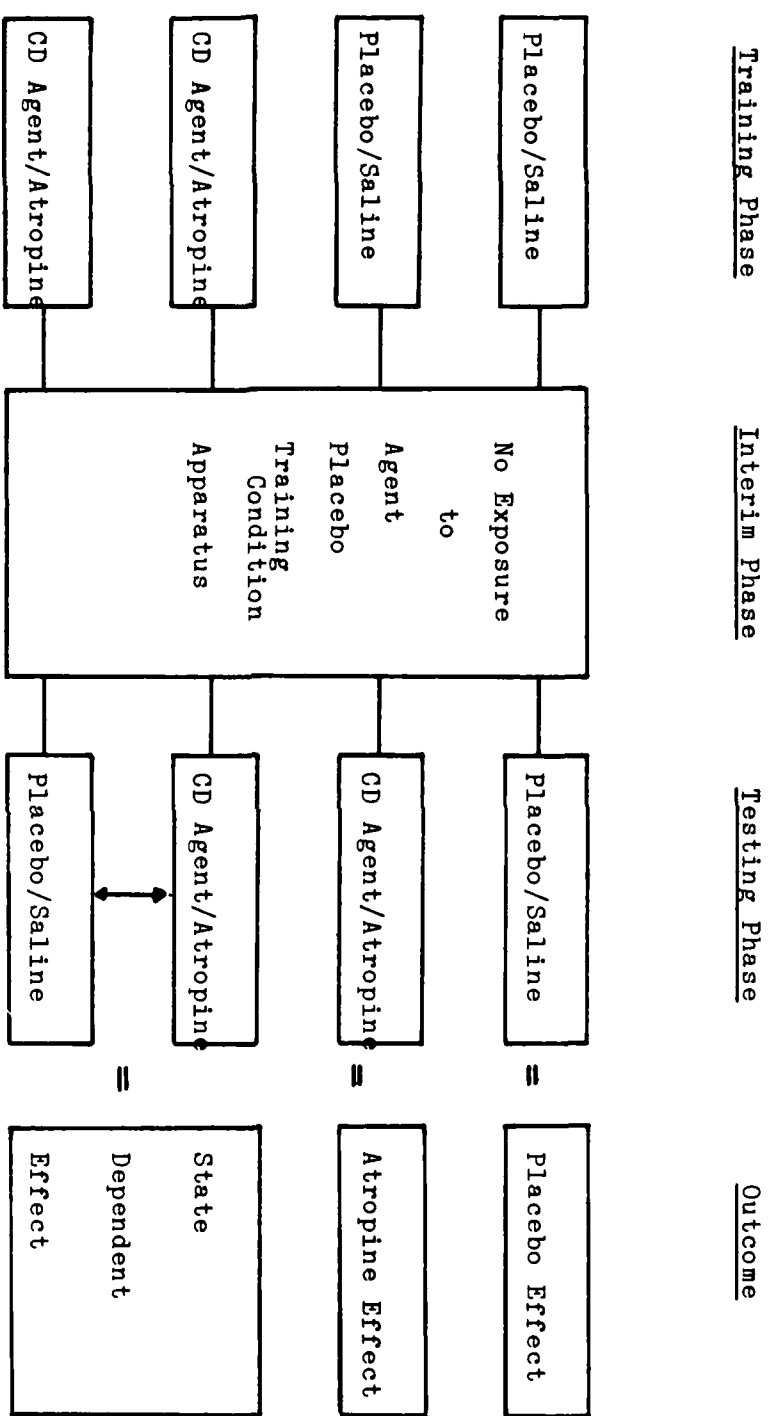 Training Phase
Placebo/Saline
Placebo/Saline
CD Agent/Atropine
CD Agent/Atropine
Interim Phase
No Exposure
to
Agent
Placebo
Training
Condition
Apparatus
Testing Phase
Placebo/Saline
CD Agent/Atropine
CD Agent/Atropine
Placebo/Saline
=
=
=
Outcome
Placebo Effect
Atropine Effect
State
Dependent
Effect